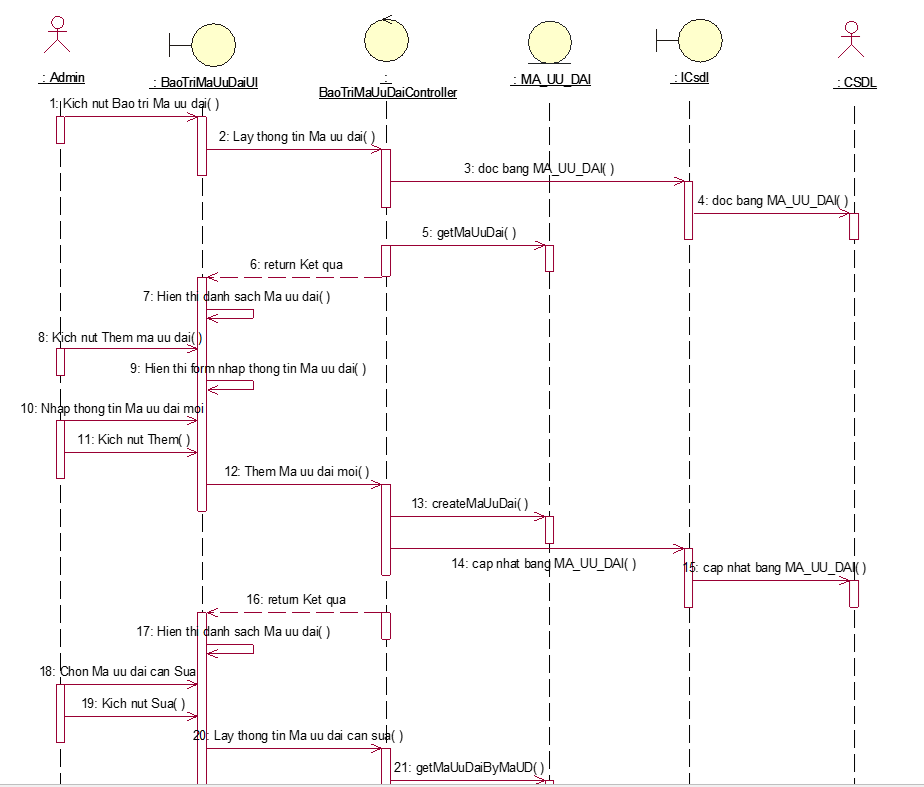 : Admin
: BaoTriMaUuDaiUI
:
BaoTriMaUuDaiController
: MA_UU_DAI
: ICsdl
: CSDL
1: Kich nut Bao tri Ma uu dai( )
2: Lay thong tin Ma uu dai( )
3: doc bang MA_UU_DAI( )
4: doc bang MA_UU_DAI( )
5: getMaUuDai( )
6: return Ket qua
7: Hien thi danh sach Ma uu dai( )
8: Kich nut Them ma uu dai( )
9: Hien thi form nhap thong tin Ma uu dai( )
10: Nhap thong tin Ma uu dai moi
11: Kich nut Them( )
12: Them Ma uu dai moi( )
13: createMaUuDai( )
14: cap nhat bang MA_UU_DAI( )
15: cap nhat bang MA_UU_DAI( )
16: return Ket qua
17: Hien thi danh sach Ma uu dai( )
18: Chon Ma uu dai can Sua
19: Kich nut Sua( )
20: Lay thong tin Ma uu dai can sua( )
21: getMaUuDaiByMaUD( )